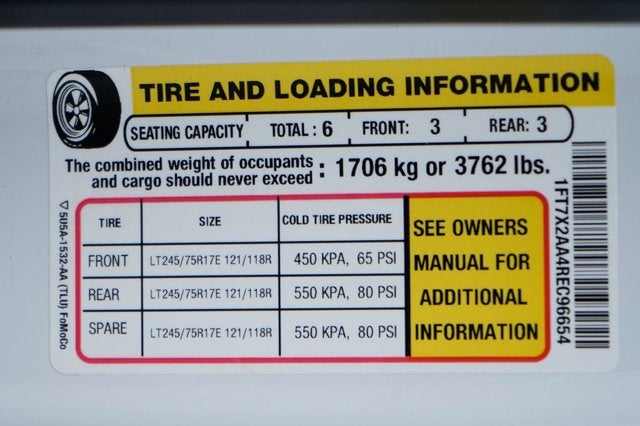 TIRE AND LOADING INFORMATION
SEATING CAPACITY TOTAL : 6 FRONT: 3 REAR: 3
The combined weight of occupants
and cargo should never exceed : 1706 kg or 3762 lbs.
TIRE SIZE COLD TIRE PRESSURE
FRONT LT245/75R17E 121/118R 450 KPA, 65 PSI
REAR LT245/75R17E 121/118R 550 KPA, 80 PSI
SPARE LT245/75R17E 121/118R 550 KPA, 80 PSI
SEE OWNERS
MANUAL FOR
ADDITIONAL
INFORMATION
▽ 5U5A-1532-AA (TLU) FoMoCo
1FT7X2AA4REC96654